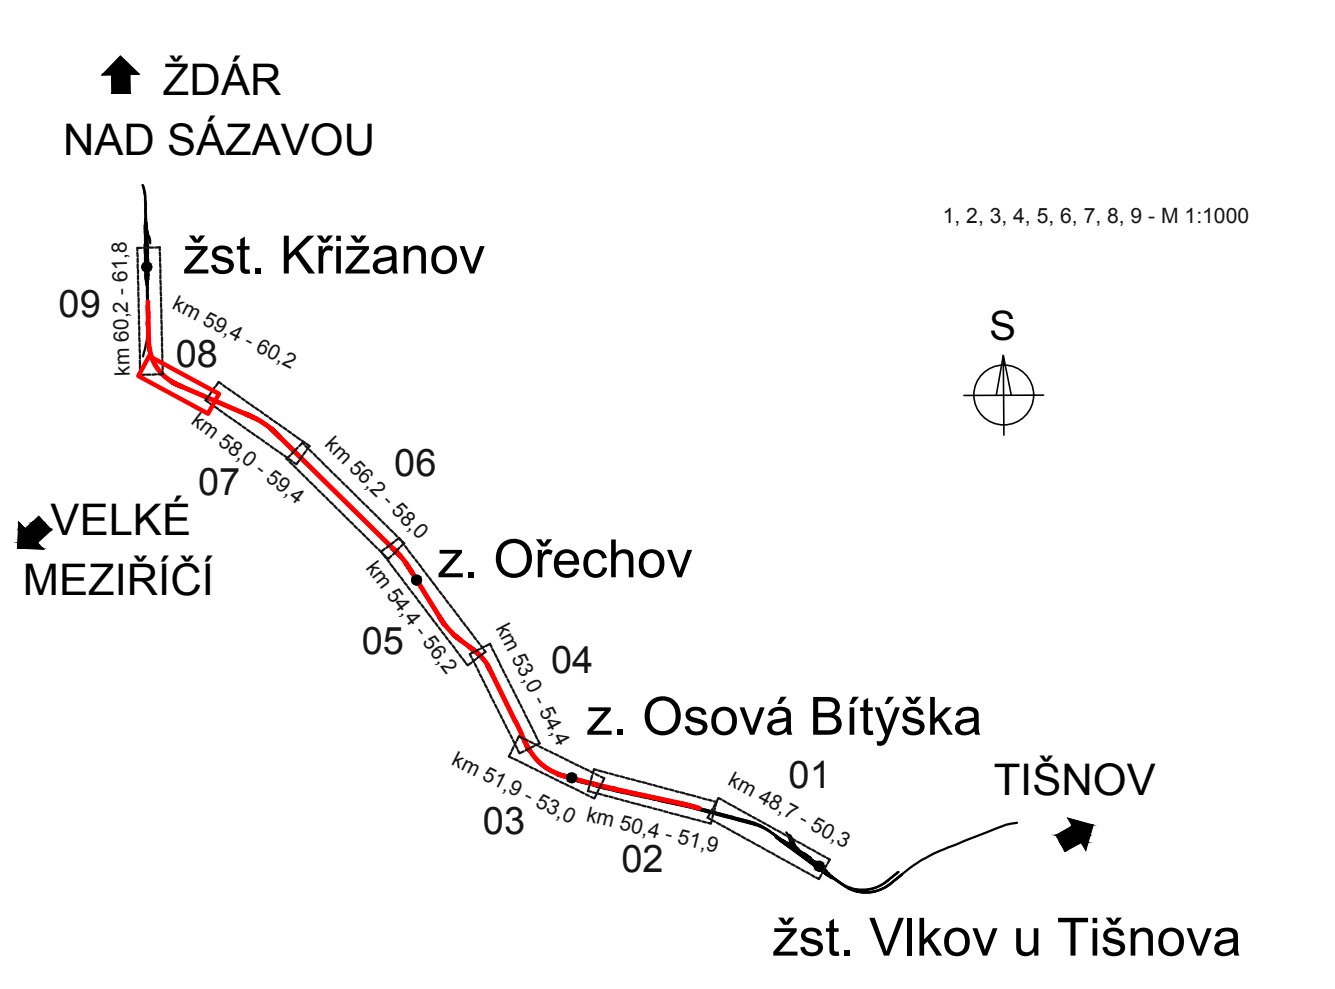 ŽDÁR
NAD SÁZAVOU
1, 2, 3, 4, 5, 6, 7, 8, 9 - M 1:1000
žst. Křižanov
09
km 60,2 - 61,8
km 59,4 - 60,2
08
S
km 58,0 - 59,4
07
km 56,2 - 58,0
06
VELKÉ
MEZIŘÍČÍ
z. Ořechov
km 54,4 - 56,2
05
km 53,0 - 54,4
04
z. Osová Bítýška
km 51,9 - 53,0
03
km 50,4 - 51,9
02
km 48,7 - 50,3
01
TIŠNOV
žst. Vlkov u Tišnova